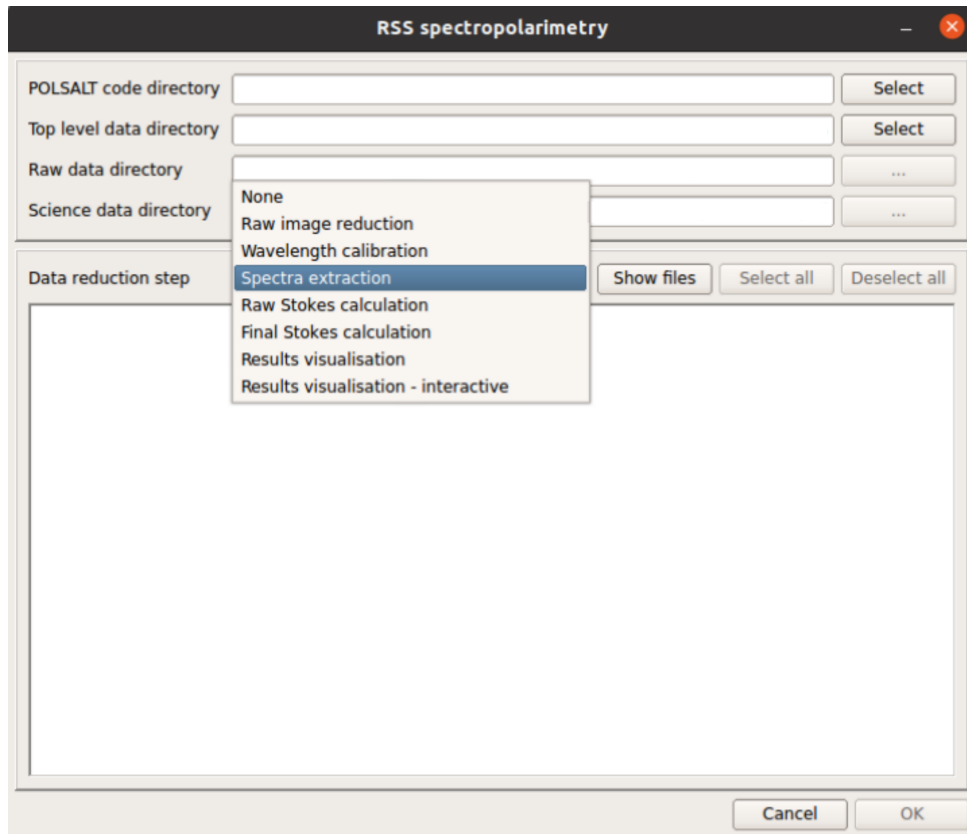 RSS spectropolarimetry
POLSALT code directory Select
Top level data directory Select
Raw data directory ...
Science data directory ...
None
Raw image reduction
Wavelength calibration
Data reduction step Spectra extraction Show files Select all Deselect all
Raw Stokes calculation
Final Stokes calculation
Results visualisation
Results visualisation - interactive
Cancel OK